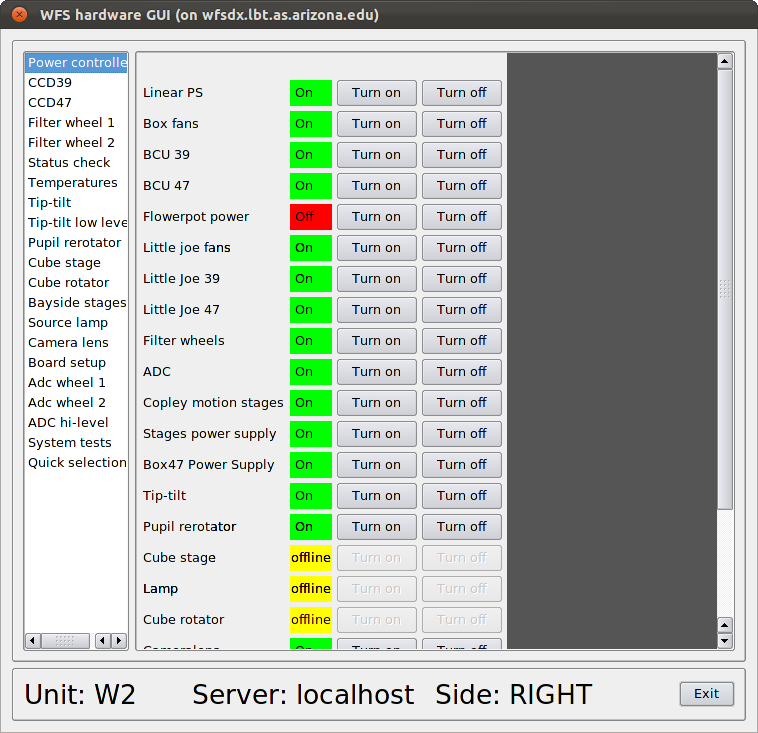 WFS hardware GUI (on wfsdx.lbt.as.arizona.edu)
Power controlle
CCD39
CCD47
Filter wheel 1
Filter wheel 2
Status check
Temperatures
Tip-tilt
Tip-tilt low leve
Pupil rerotator
Cube stage
Cube rotator
Bayside stages
Source lamp
Camera lens
Board setup
Adc wheel 1
Adc wheel 2
ADC hi-level
System tests
Quick selection
Linear PS On Turn on Turn off
Box fans On Turn on Turn off
BCU 39 On Turn on Turn off
BCU 47 On Turn on Turn off
Flowerpot power Off Turn on Turn off
Little joe fans On Turn on Turn off
Little Joe 39 On Turn on Turn off
Little Joe 47 On Turn on Turn off
Filter wheels On Turn on Turn off
ADC On Turn on Turn off
Copley motion stages On Turn on Turn off
Stages power supply On Turn on Turn off
Box47 Power Supply On Turn on Turn off
Tip-tilt On Turn on Turn off
Pupil rerotator On Turn on Turn off
Cube stage offline Turn on Turn off
Lamp offline Turn on Turn off
Cube rotator offline Turn on Turn off
Cameralens On Turn on Turn off
Unit: W2 Server: localhost Side: RIGHT Exit